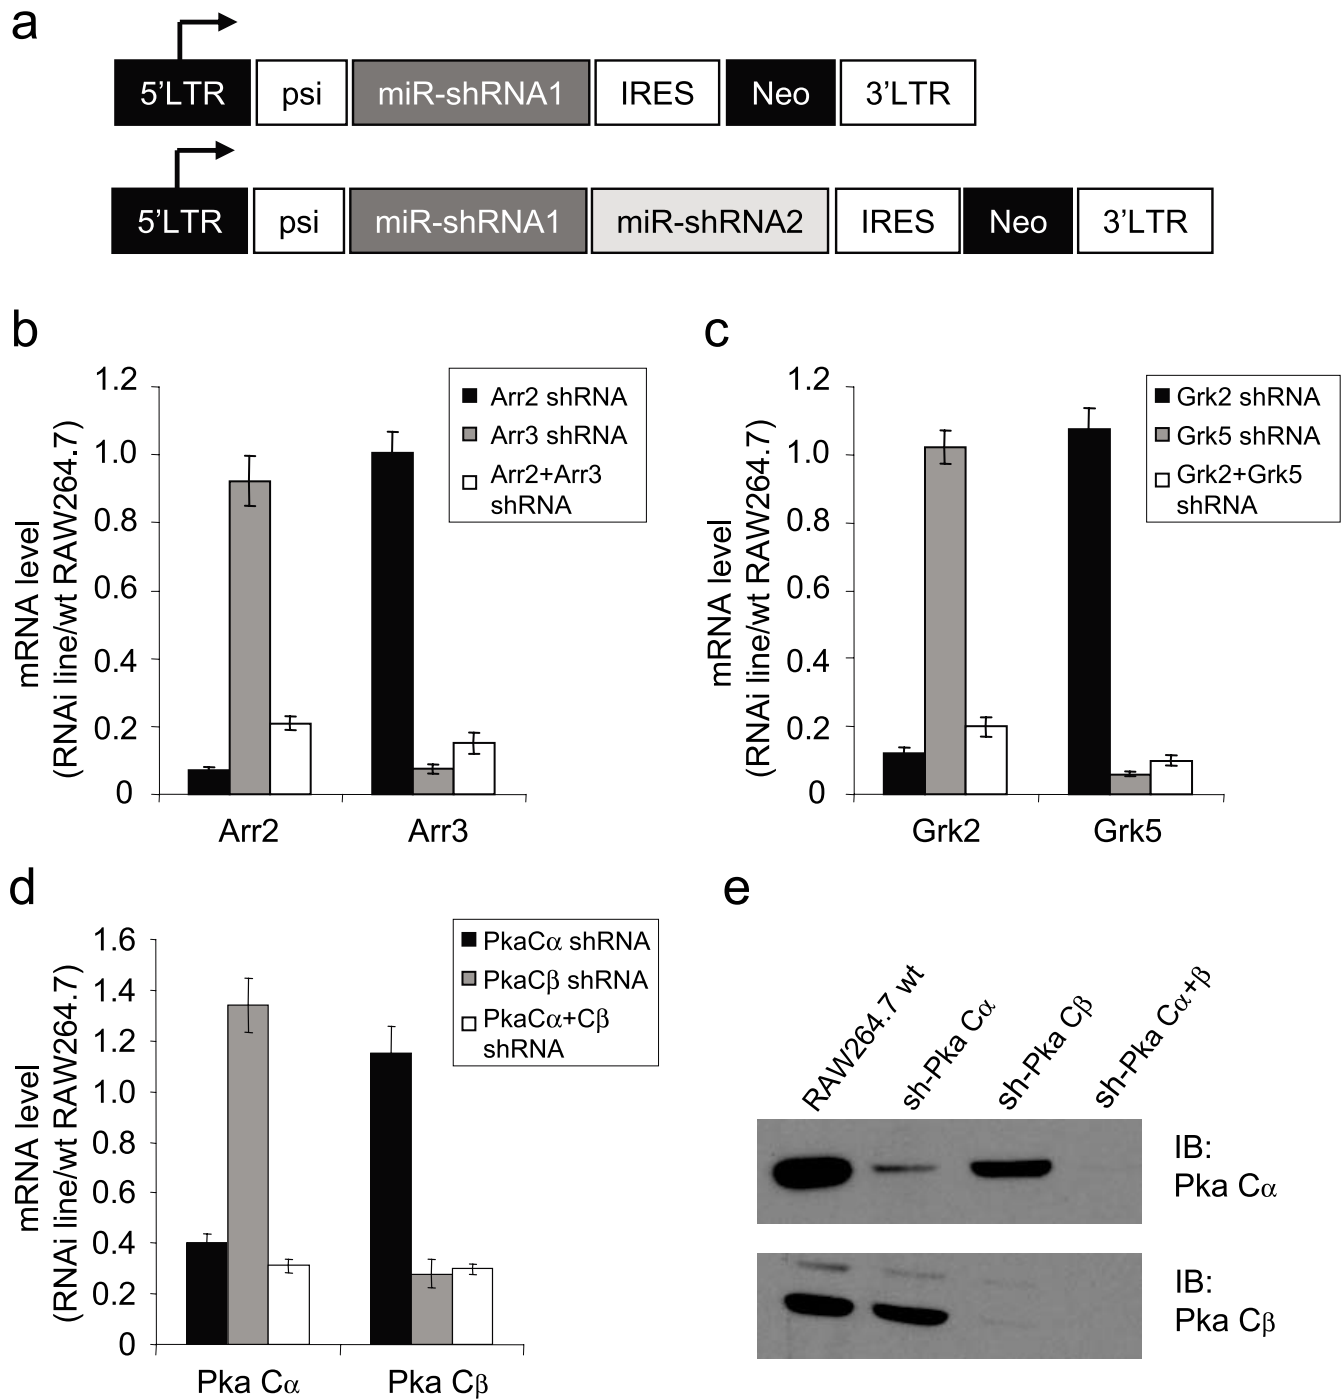 a
5'LTR psi miR-shRNA1 IRES Neo 3'LTR
5'LTR psi miR-shRNA1 miR-shRNA2 IRES Neo 3'LTR
b
mRNA level
(RNAi line/wt RAW264.7)
1.2
1.0
0.8
0.6
0.4
0.2
0
Arr2 shRNA
Arr3 shRNA
Arr2+Arr3
shRNA
Arr2 Arr3
c
mRNA level
(RNAi line/wt RAW264.7)
1.2
1.0
0.8
0.6
0.4
0.2
0
Grk2 shRNA
Grk5 shRNA
Grk2+Grk5
shRNA
Grk2 Grk5
d
mRNA level
(RNAi line/wt RAW264.7)
1.6
1.4
1.2
1.0
0.8
0.6
0.4
0.2
0
PkaCα shRNA
PkaCβ shRNA
PkaCα+Cβ
shRNA
Pka Cα Pka Cβ
e
RAW264.7 wt
sh-Pka Cα
sh-Pka Cβ
sh-Pka Cα+β
IB:
Pka Cα
IB:
Pka Cβ